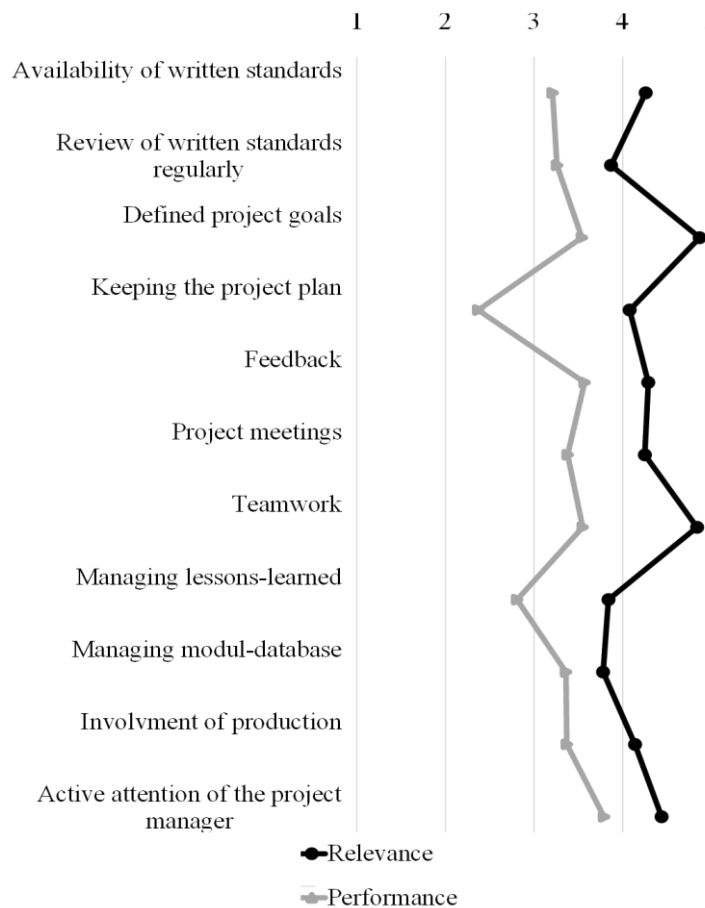 1 2 3 4
Availability of written standards
Review of written standards
regularly
Defined project goals
Keeping the project plan
Feedback
Project meetings
Teamwork
Managing lessons-learned
Managing modul-database
Involvment of production
Active attention of the project
manager
Relevance
Performance